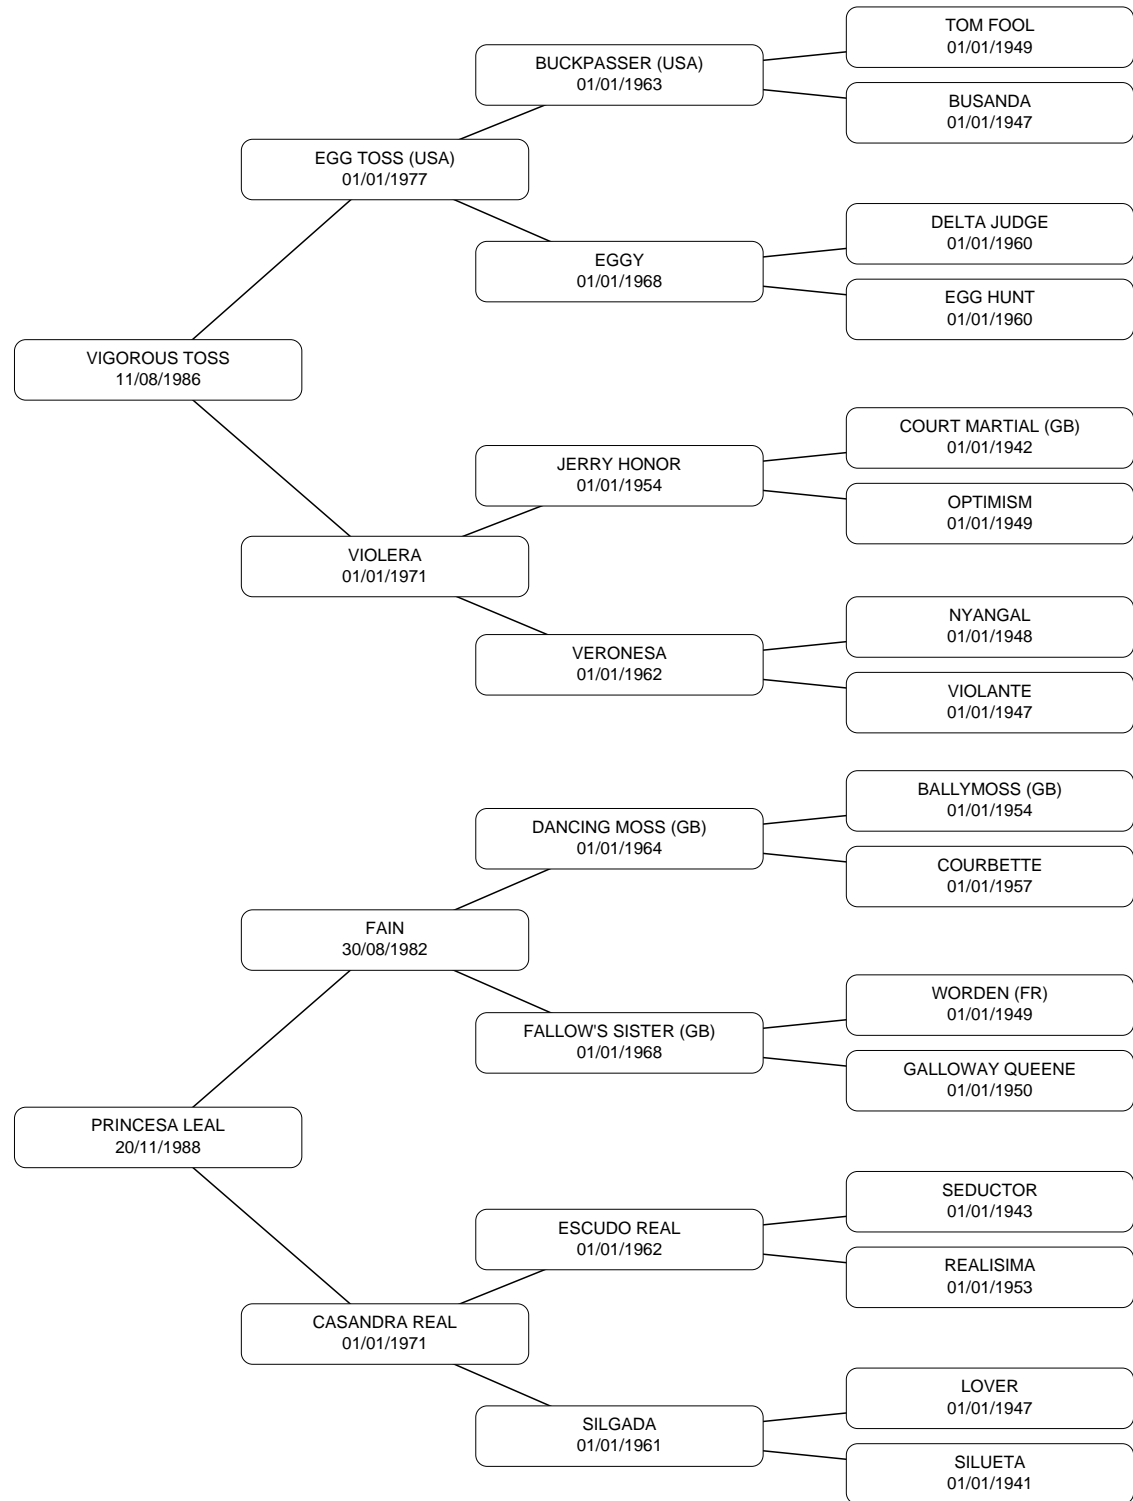 TOM FOOL
01/01/1949
BUCKPASSER (USA)
01/01/1963
BUSANDA
01/01/1947
EGG TOSS (USA)
01/01/1977
DELTA JUDGE
01/01/1960
EGGY
01/01/1968
EGG HUNT
01/01/1960
VIGOROUS TOSS
11/08/1986
COURT MARTIAL (GB)
01/01/1942
JERRY HONOR
01/01/1954
OPTIMISM
01/01/1949
VIOLERA
01/01/1971
NYANGAL
01/01/1948
VERONESA
01/01/1962
VIOLANTE
01/01/1947
BALLYMOSS (GB)
01/01/1954
DANCING MOSS (GB)
01/01/1964
COURBETTE
01/01/1957
FAIN
30/08/1982
WORDEN (FR)
01/01/1949
FALLOW'S SISTER (GB)
01/01/1968
GALLOWAY QUEENE
01/01/1950
PRINCESA LEAL
20/11/1988
SEDUCTOR
01/01/1943
ESCUDO REAL
01/01/1962
REALISIMA
01/01/1953
CASANDRA REAL
01/01/1971
LOVER
01/01/1947
SILGADA
01/01/1961
SILUETA
01/01/1941